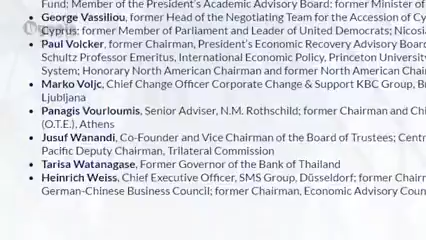 Fund; Member of the President's Academic Advisory Board; former Minister of
• George Vassiliou, former Head of the Negotiating Team for the Accession of Cy
Cyprus; former Member of Parliament and Leader of United Democrats; Nicosi
• Paul Volcker, former Chairman, President's Economic Recovery Advisory Board
Schultz Professor Emeritus, International Economic Policy, Princeton Universit
System; Honorary North American Chairman and former North American Chair
• Marko Voljc, Chief Change Officer Corporate Change & Support KBC Group, Br
Ljubljana
• Panagis Vourloumis, Senior Adviser, N.M. Rothschild; former Chairman and Chi
(O.T.E.), Athens
• Jusuf Wanandi, Co-Founder and Vice Chairman of the Board of Trustees; Centr
Pacific Deputy Chairman, Trilateral Commission
• Tarisa Watanagase, Former Governor of the Bank of Thailand
• Heinrich Weiss, Chief Executive Officer, SMS Group, Düsseldorf; former Chairm
German-Chinese Business Council; former Chairman, Economic Advisory Coun